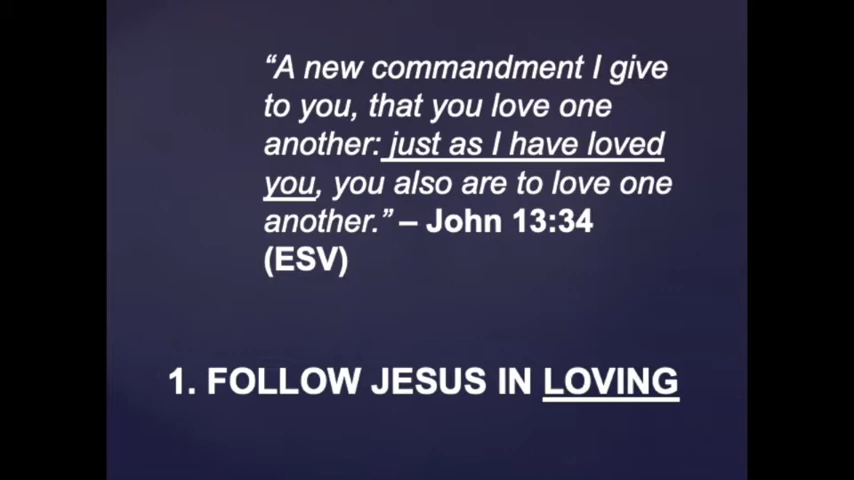 “A new commandment I give
to you, that you love one
another: just as I have loved
you, you also are to love one
another.” – John 13:34
(ESV)
1. FOLLOW JESUS IN LOVING